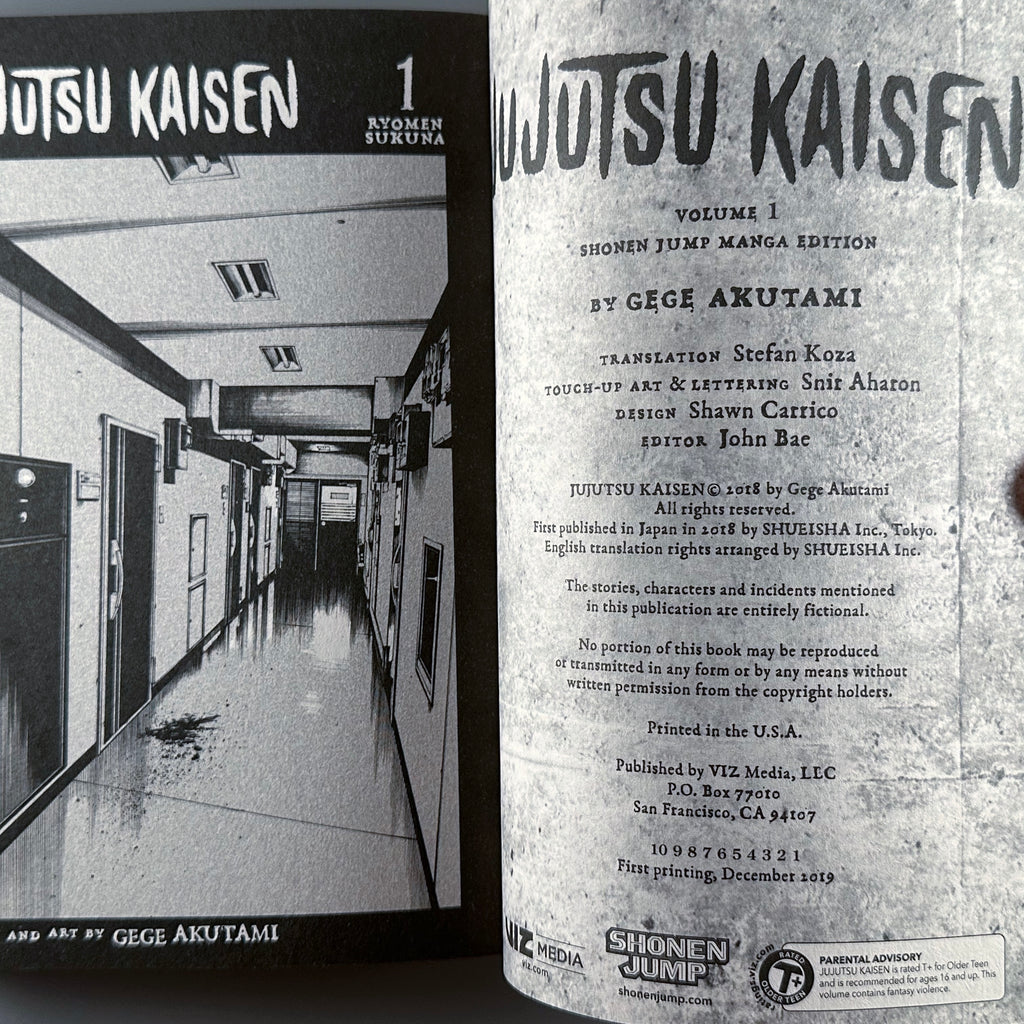 JUTSU KAISEN
1
RYOMEN
SUKUNA
AND ART BY GEGE AKUTAMI
JUJUTSU KAISEN
VOLUME 1
SHONEN JUMP MANGA EDITION
BY GEGE AKUTAMI
TRANSLATION Stefan Koza
TOUCH-UP ART & LETTERING Snir Aharon
DESIGN Shawn Carrico
EDITOR John Bae
JUJUTSU KAISEN © 2018 by Gege Akutami
All rights reserved.
First published in Japan in 2018 by SHUEISHA Inc., Tokyo.
English translation rights arranged by SHUEISHA Inc.
The stories, characters and incidents mentioned
in this publication are entirely fictional.
No portion of this book may be reproduced
or transmitted in any form or by any means without
written permission from the copyright holders.
Printed in the U.S.A.
Published by VIZ Media, LLC
P.O. Box 77010
San Francisco, CA 94107
10 9 8 7 6 5 4 3 2 1
First printing, December 2019
VIZ MEDIA
viz.com
SHONEN
JUMP
shonenjump.com
ratings.viz.com
RATED
T+
OLDER TEEN
PARENTAL ADVISORY
JUJUTSU KAISEN is rated T+ for Older Teen
and is recommended for ages 16 and up. This
volume contains fantasy violence.